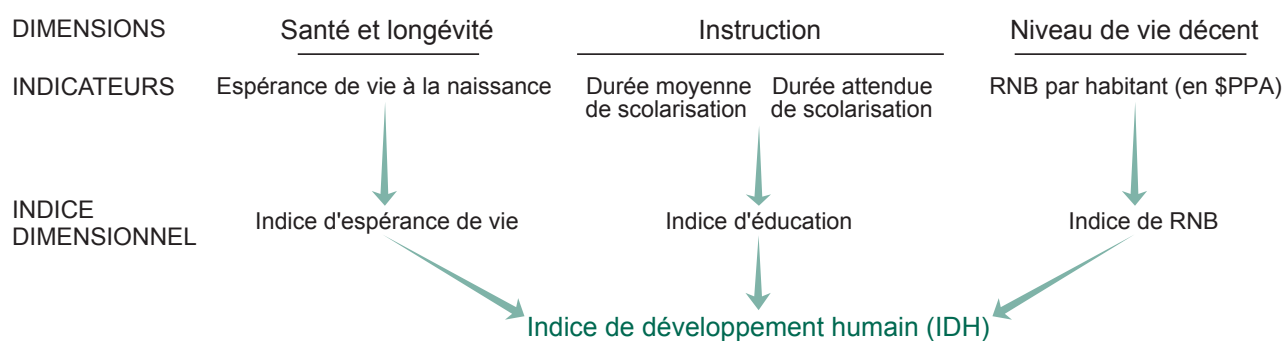 DIMENSIONS Santé et longévité Instruction Niveau de vie décent
INDICATEURS Espérance de vie à la naissance Durée moyenne Durée attendue RNB par habitant (en $PPA)
de scolarisation de scolarisation
INDICE
DIMENSIONNEL Indice d'espérance de vie Indice d'éducation Indice de RNB
Indice de développement humain (IDH)